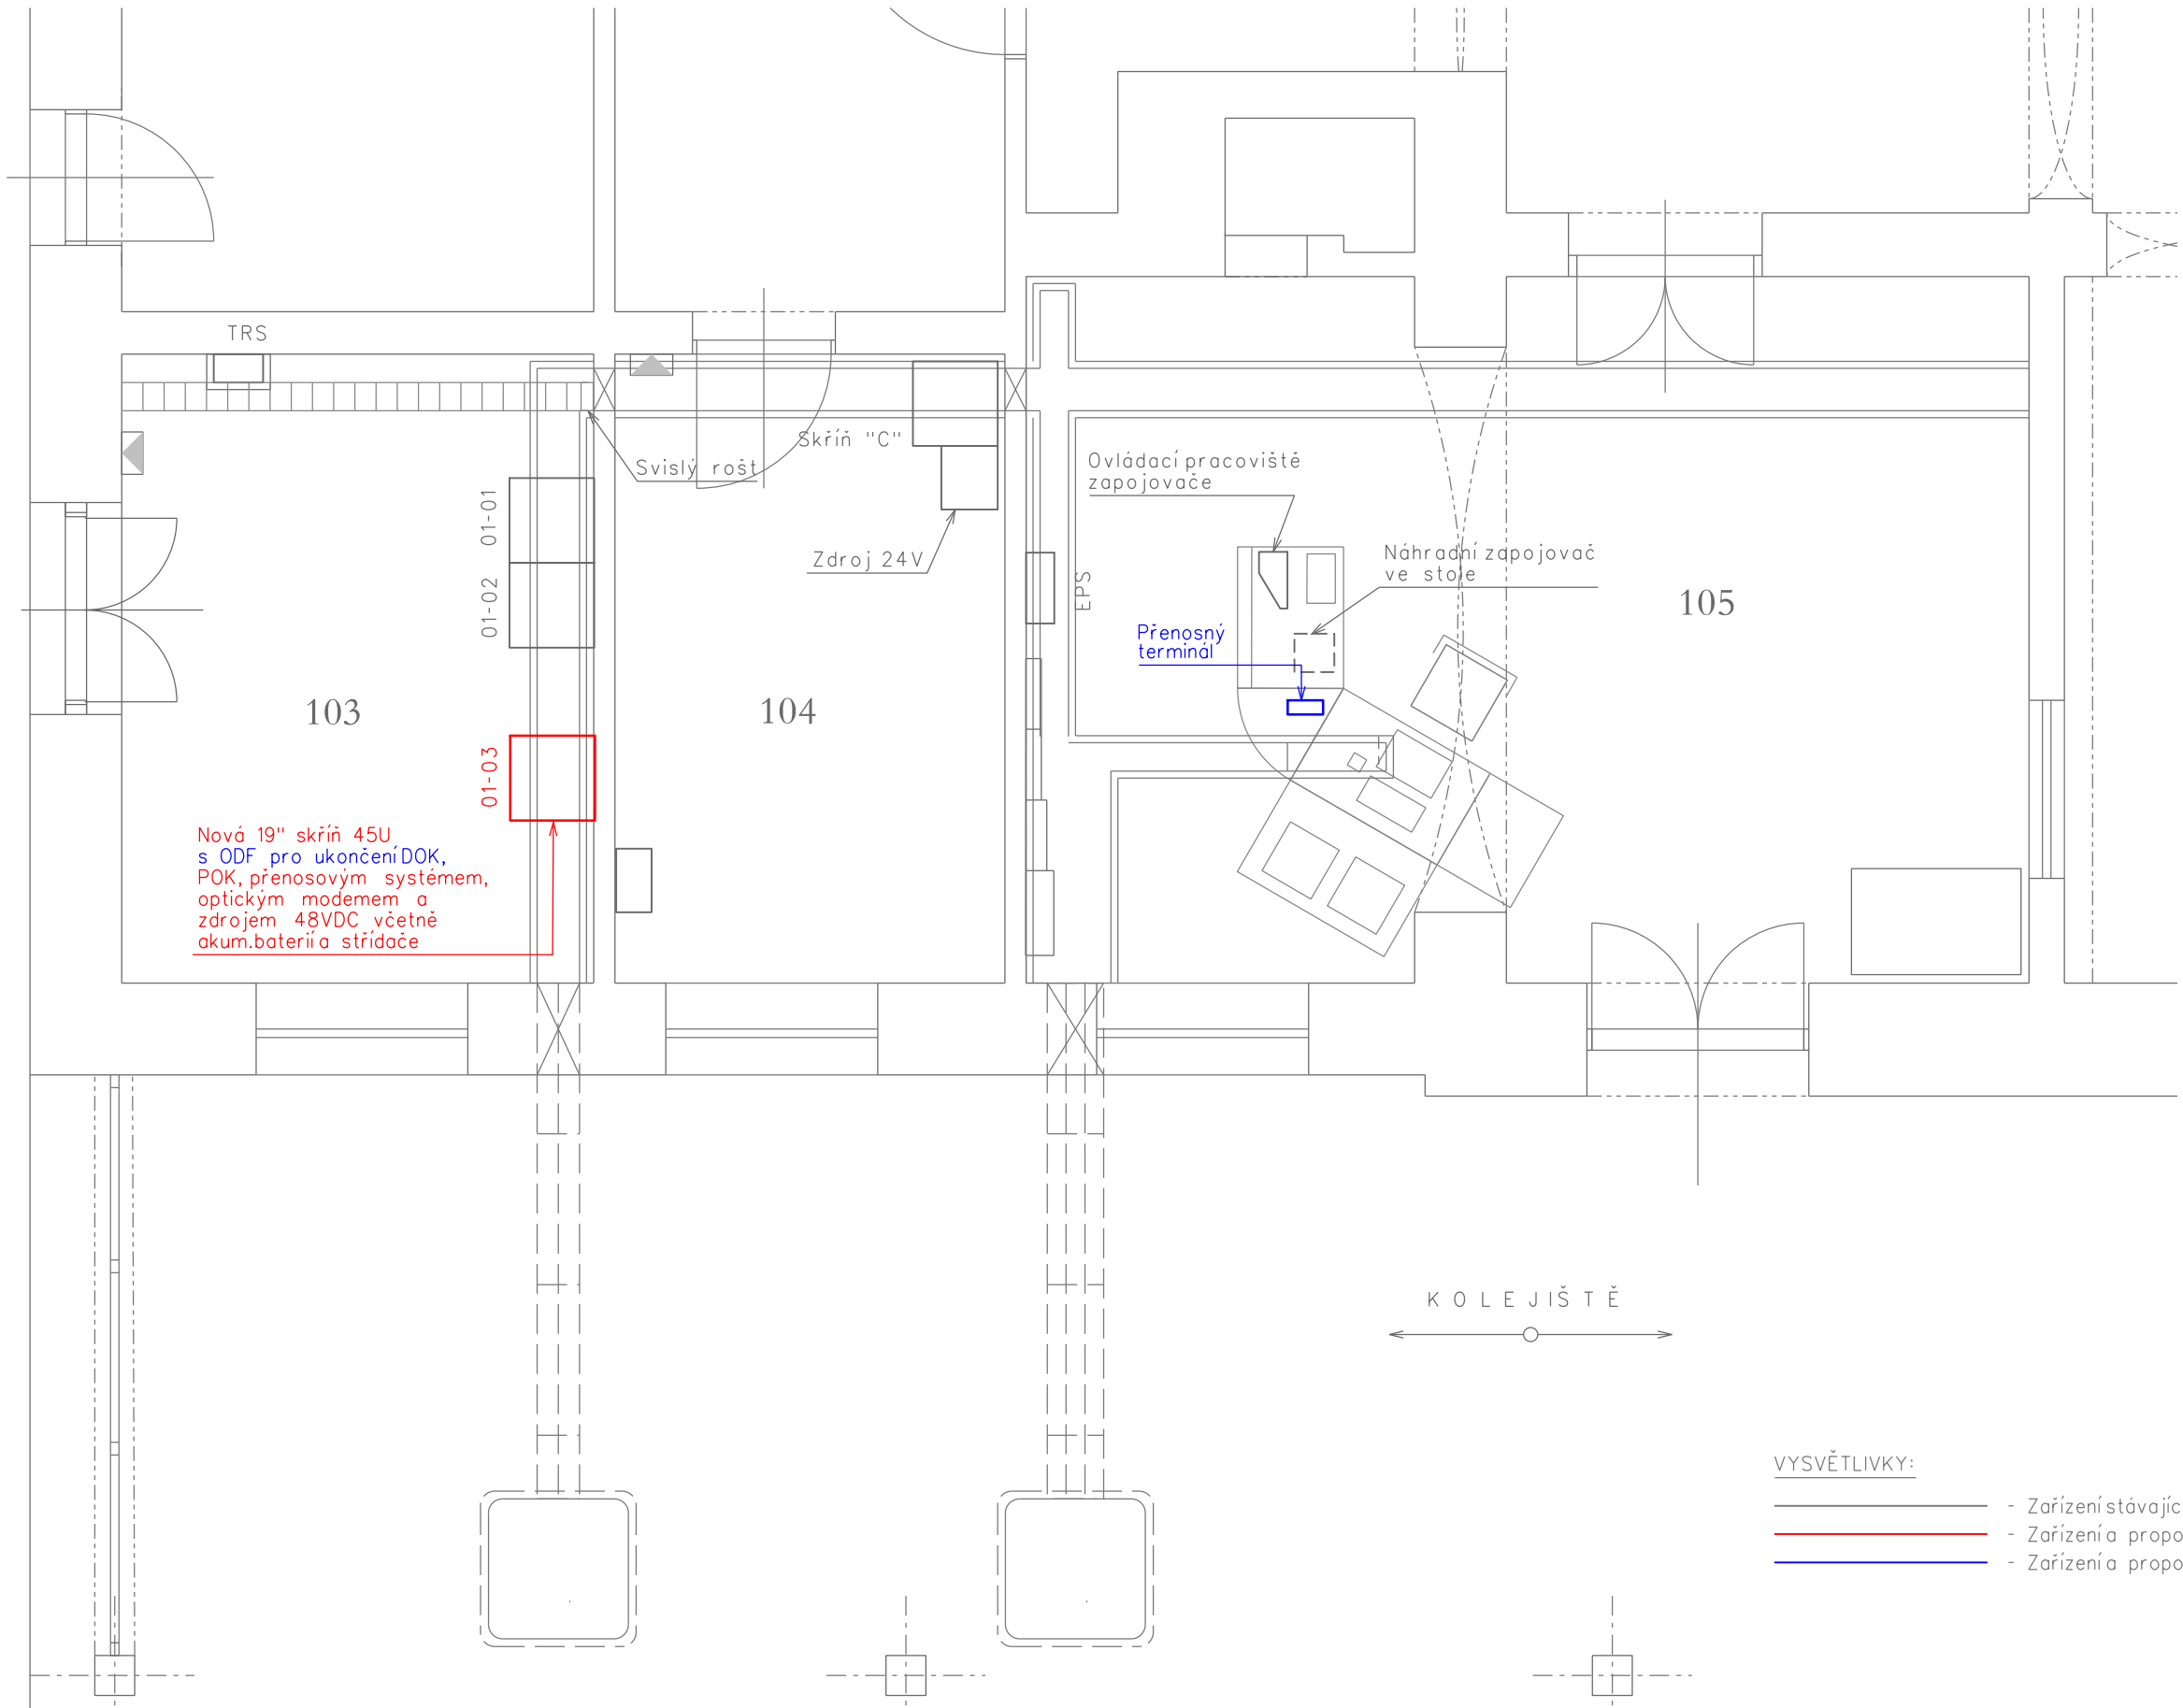 TRS
Skříň "C"
Svislý rošt
Ovládací pracoviště
zapojovače
01-01
Zdroj 24V
Náhradní zapojovač
ve stole
EPS
01-02
105
Přenosný
terminál
103
104
01-03
Nová 19" skříň 45U
s ODF pro ukončení DOK,
POK, přenosovým systémem,
optickým modemem a
zdrojem 48VDC včetně
akum.baterií a střídače
KOLEJIŠTĚ
VYSVĚTLIVKY:
- Zařízení stávajíc
- Zařízení a propo
- Zařízení a propo